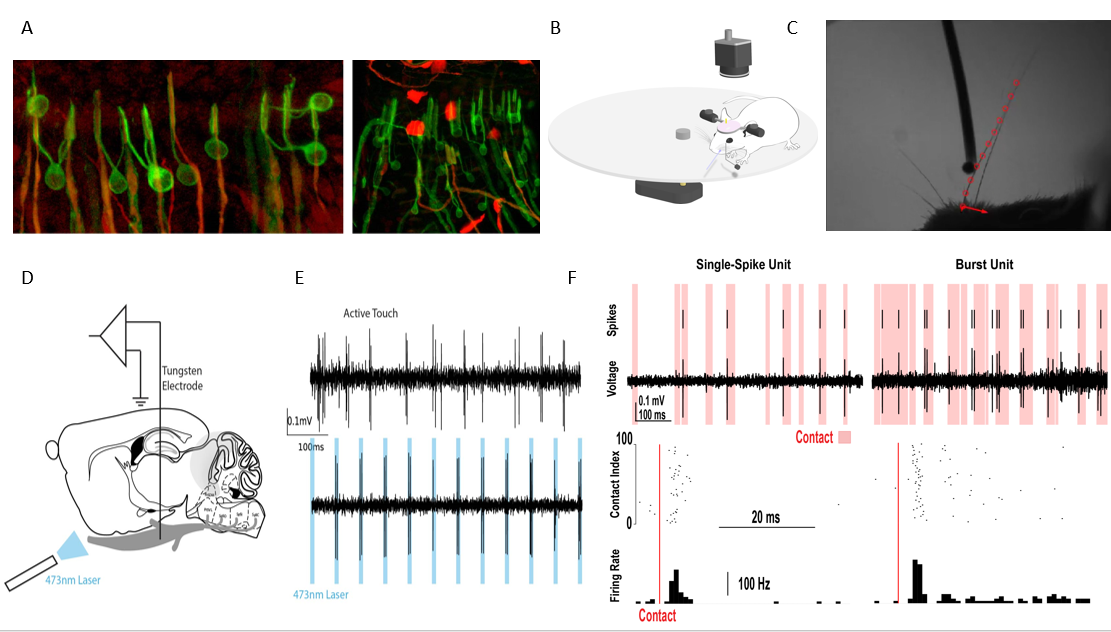 A
B
C
D
Tungsten
Electrode
473nm Laser
E
Active Touch
0.1mV
100ms
473nm Laser
F
Single-Spike Unit
Burst Unit
Spikes
Voltage
0.1 mV
100 ms
Contact
Contact Index
100
0
20 ms
Firing Rate
100 Hz
Contact